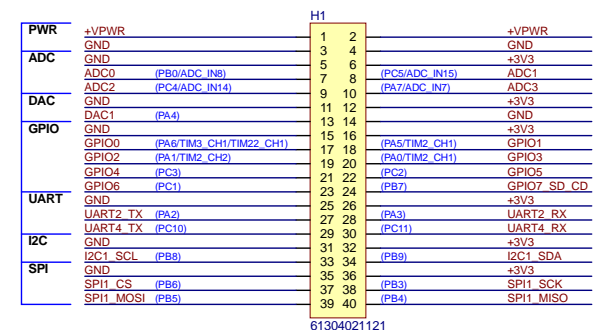 H1
PWR +VPWR 1 2 +VPWR
GND 3 4 GND
ADC GND 5 6 +3V3
ADC0 (PB0/ADC_IN8) 7 8 (PC5/ADC_IN15) ADC1
ADC2 (PC4/ADC_IN14) 9 10 (PA7/ADC_IN7) ADC3
DAC GND 11 12 +3V3
DAC1 (PA4) 13 14 GND
GPIO GND 15 16 +3V3
GPIO0 (PA6/TIM3_CH1/TIM22_CH1) 17 18 (PA5/TIM2_CH1) GPIO1
GPIO2 (PA1/TIM2_CH2) 19 20 (PA0/TIM2_CH1) GPIO3
GPIO4 (PC3) 21 22 (PC2) GPIO5
GPIO6 (PC1) 23 24 (PB7) GPIO7_SD_CD
UART GND 25 26 +3V3
UART2_TX (PA2) 27 28 (PA3) UART2_RX
UART4_TX (PC10) 29 30 (PC11) UART4_RX
I2C GND 31 32 +3V3
I2C1_SCL (PB8) 33 34 (PB9) I2C1_SDA
SPI GND 35 36 +3V3
SPI1_CS (PB6) 37 38 (PB3) SPI1_SCK
SPI1_MOSI (PB5) 39 40 (PB4) SPI1_MISO
61304021121